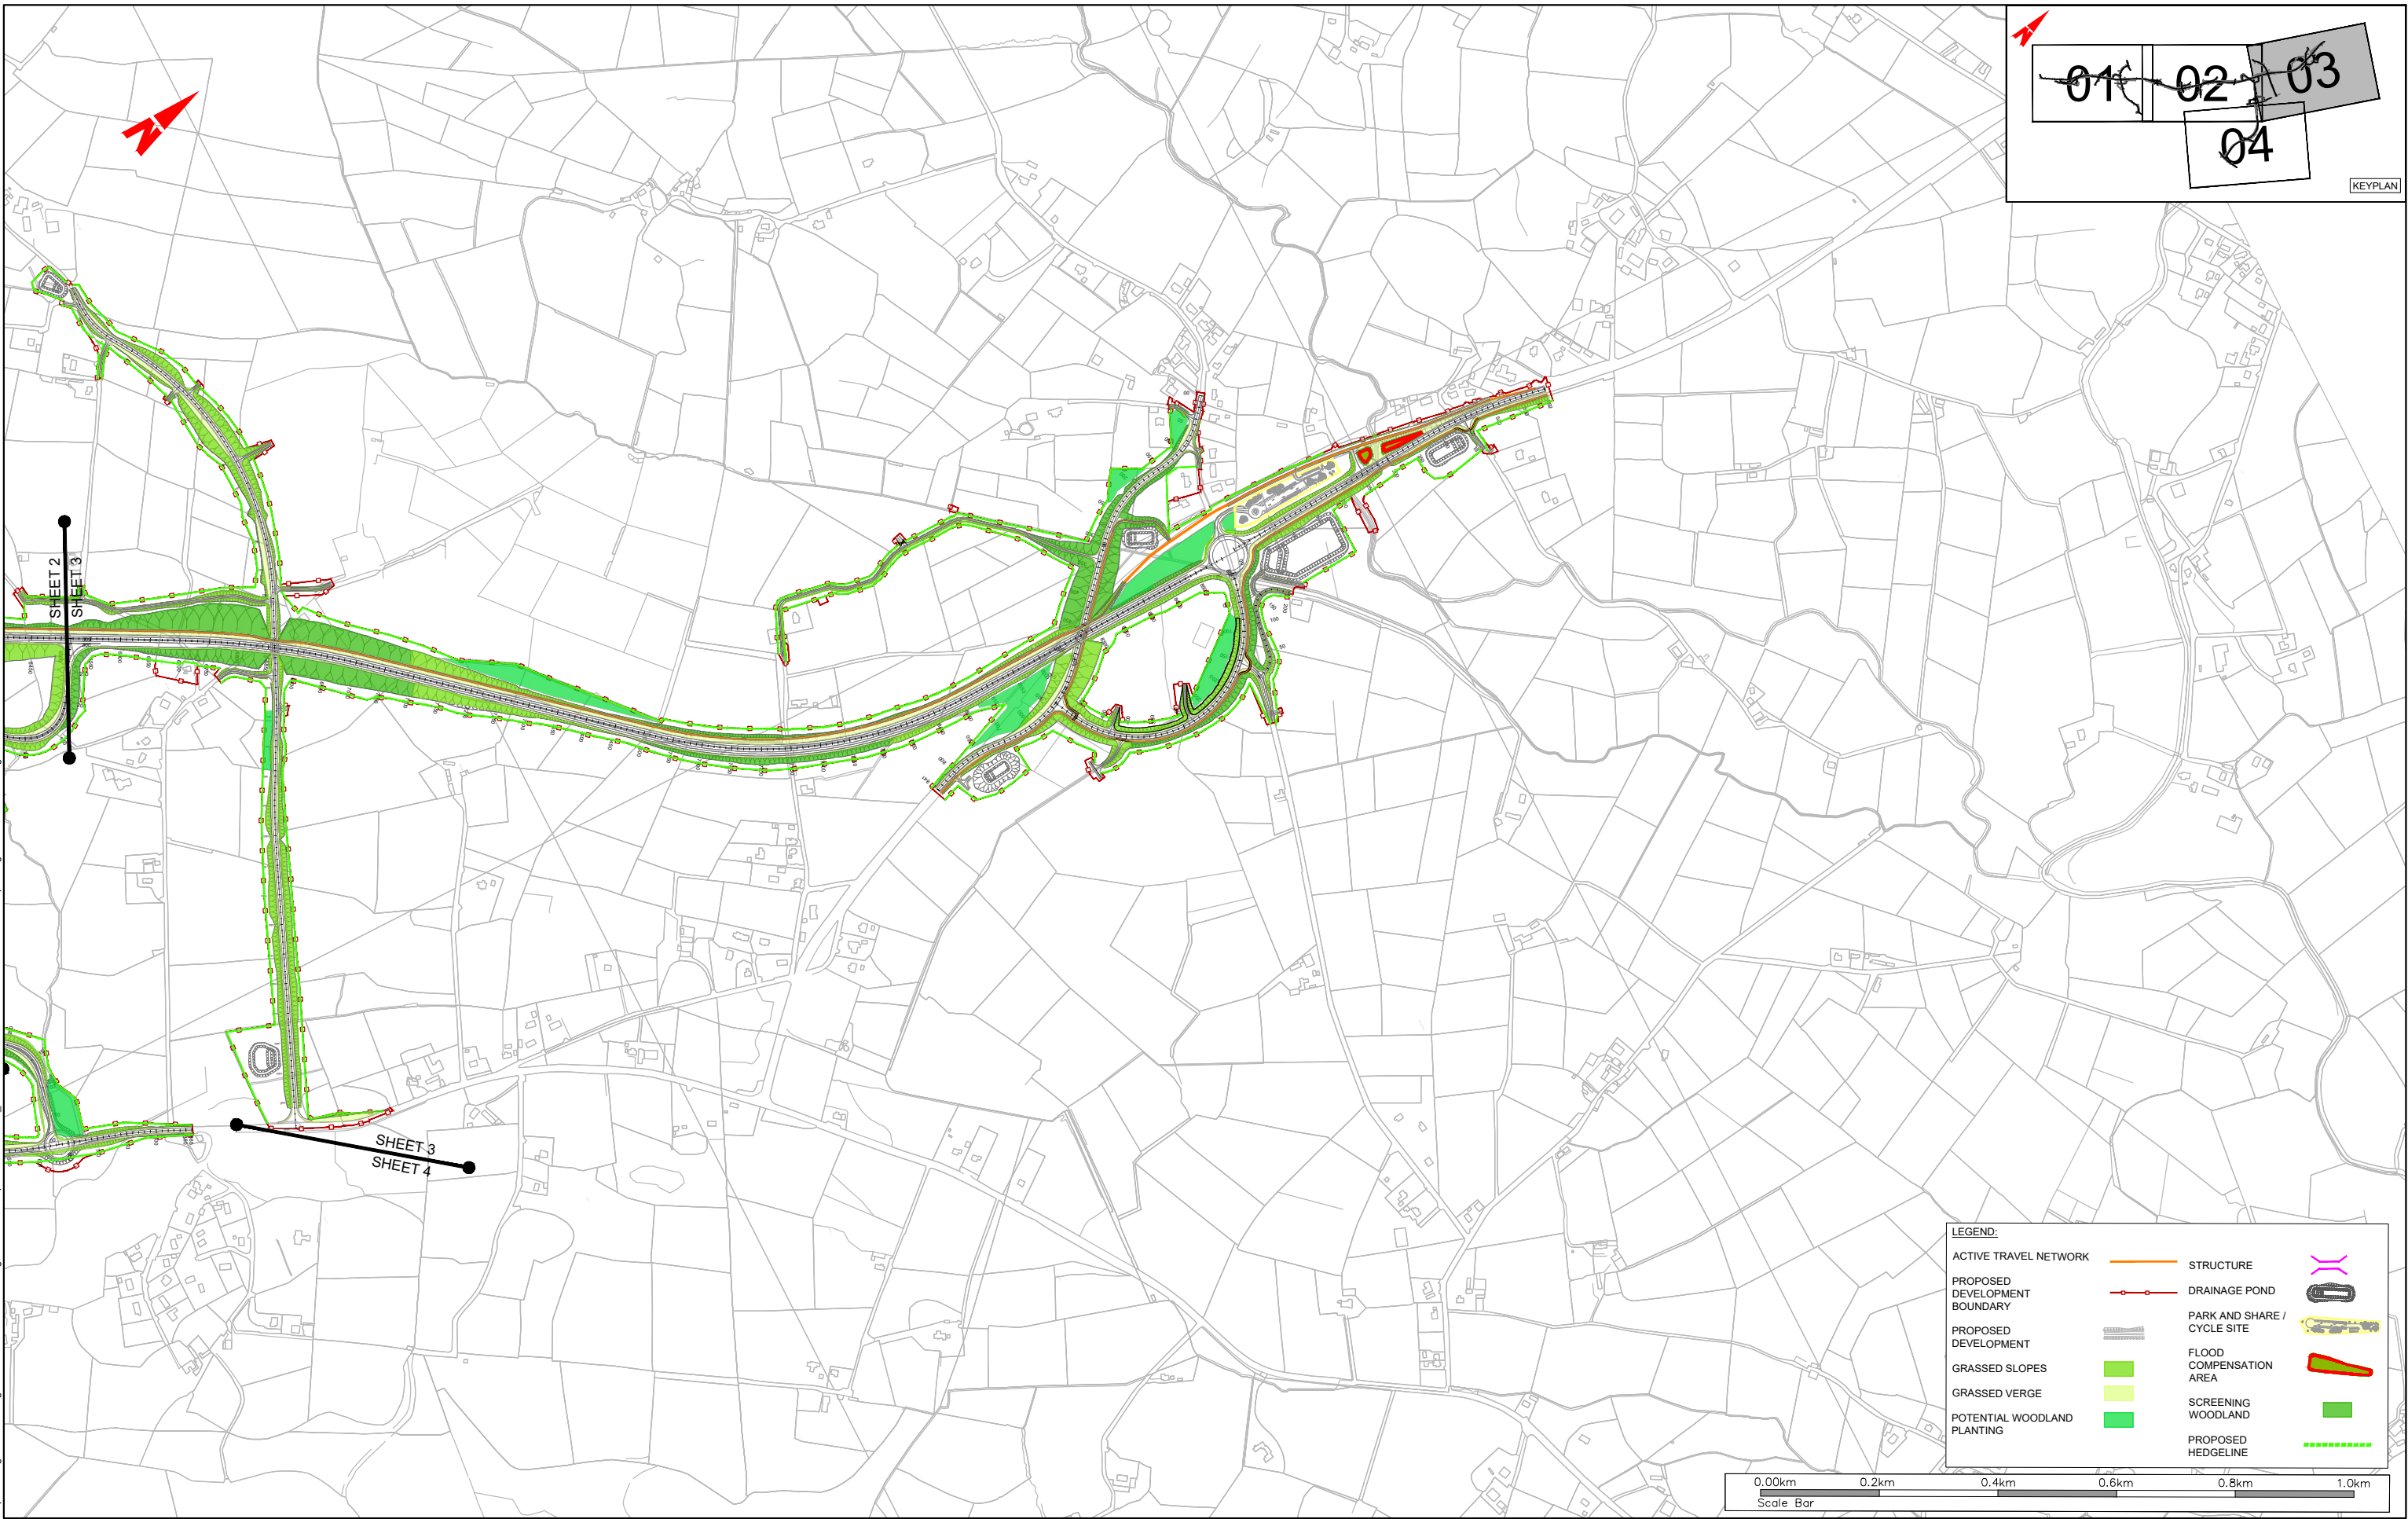 N
01
02
03
04
KEYPLAN
N
SHEET 2
SHEET 3
SHEET 3
SHEET 4
LEGEND:
ACTIVE TRAVEL NETWORK
PROPOSED
DEVELOPMENT
BOUNDARY
PROPOSED
DEVELOPMENT
GRASSED SLOPES
GRASSED VERGE
POTENTIAL WOODLAND
PLANTING
STRUCTURE
DRAINAGE POND
PARK AND SHARE /
CYCLE SITE
FLOOD
COMPENSATION
AREA
SCREENING
WOODLAND
PROPOSED
HEDGELINE
0.00km 0.2km 0.4km 0.6km 0.8km 1.0km
Scale Bar